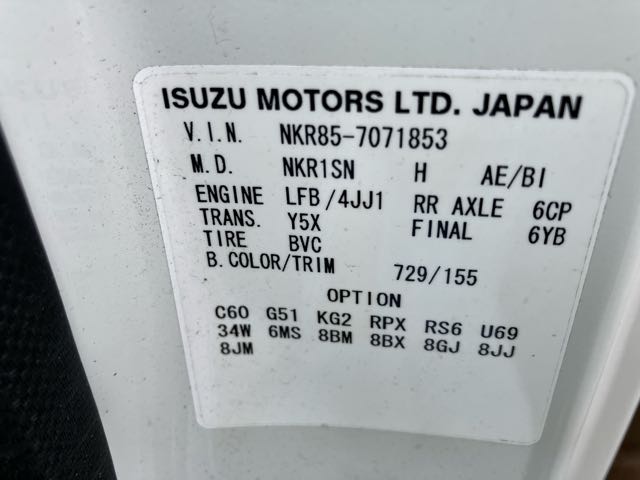 ISUZU MOTORS LTD. JAPAN
V.I.N. NKR85-7071853
M.D. NKR1SN H AE/BI
ENGINE LFB/4JJ1 RR AXLE 6CP
TRANS. Y5X FINAL 6YB
TIRE BVC
B.COLOR/TRIM 729/155
OPTION
C60 G51 KG2 RPX RS6 U69
34W 6MS 8BM 8BX 8GJ 8JJ
8JM